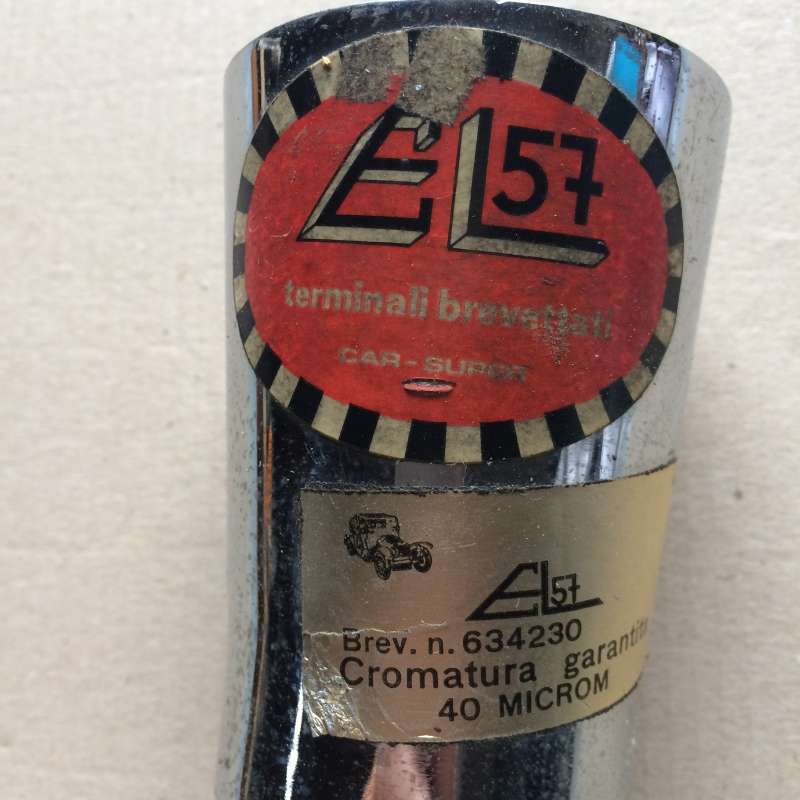 EL57
terminali brevettati
CAR-SUPER
EL57
Brev. n. 634230
Cromatura garantita
40 MICROM